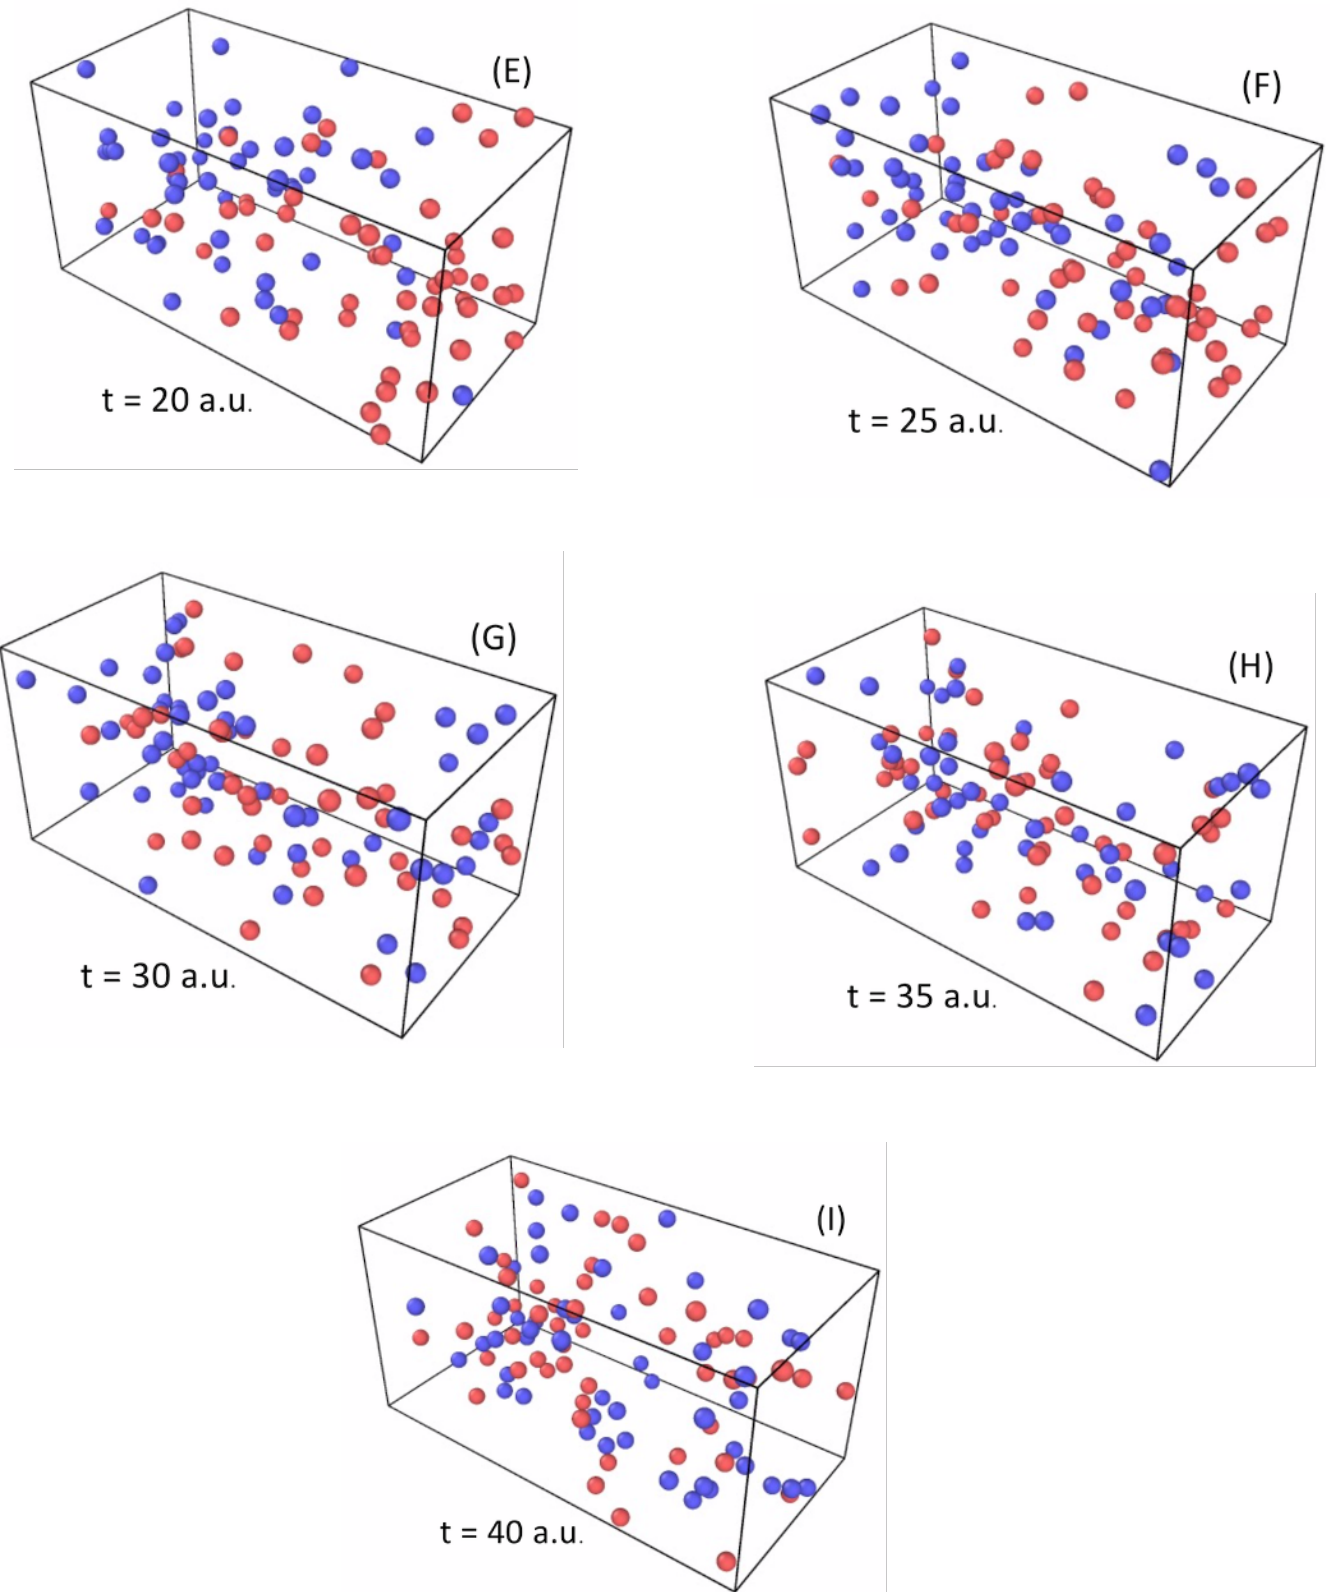 (E)
t = 20 a.u.
(F)
t = 25 a.u.
(G)
t = 30 a.u.
(H)
t = 35 a.u.
(I)
t = 40 a.u.